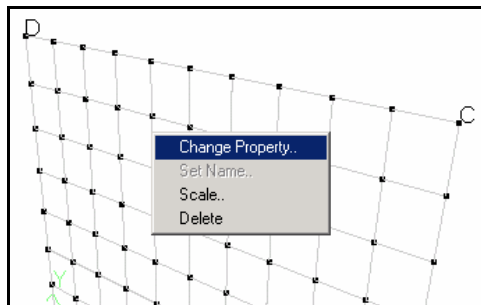 D
C
Change Property..
Set Name..
Scale..
Delete
Y